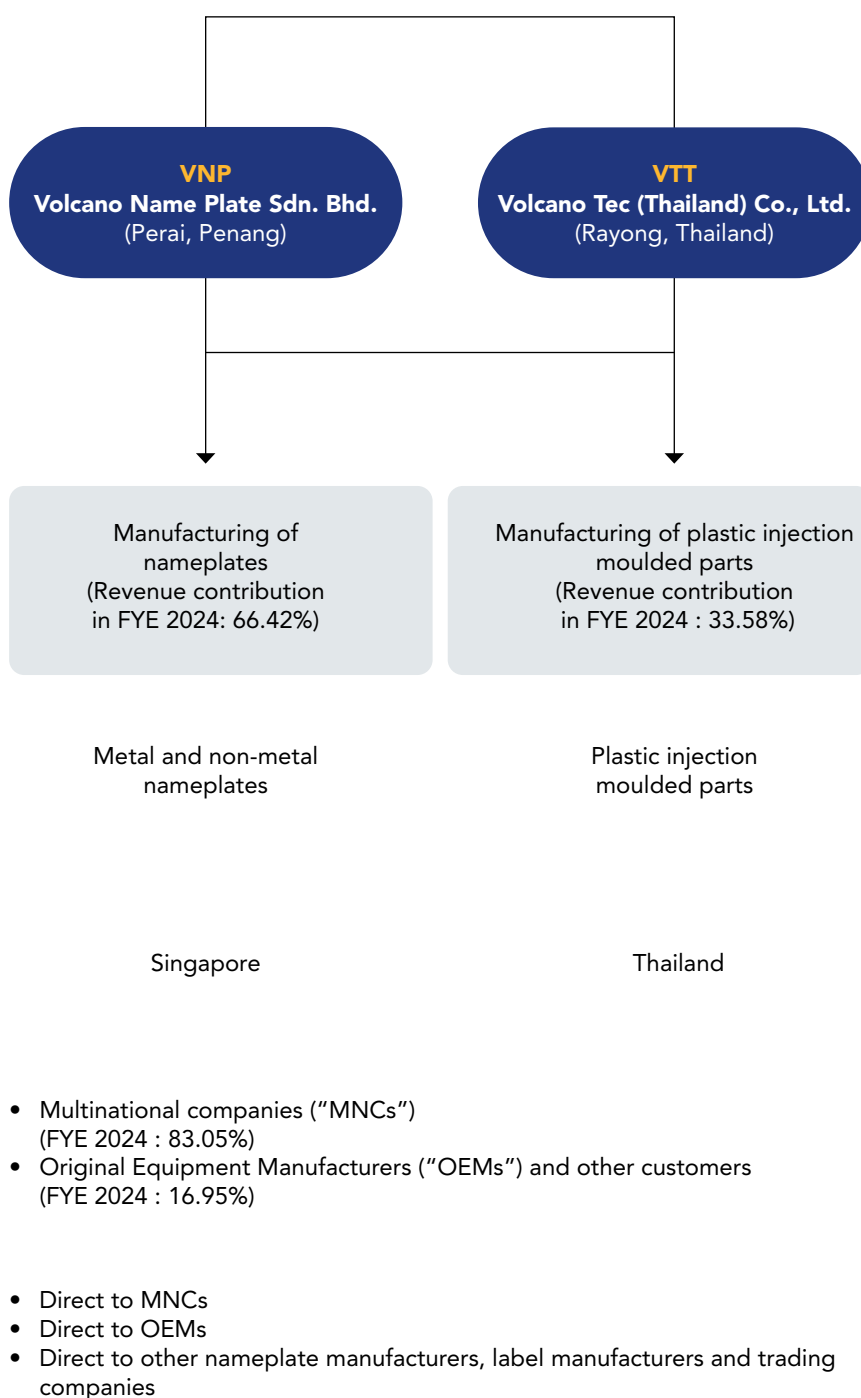 VNP
Volcano Name Plate Sdn. Bhd.
(Perai, Penang)
VTT
Volcano Tec (Thailand) Co., Ltd.
(Rayong, Thailand)
Manufacturing of
nameplates
(Revenue contribution
in FYE 2024: 66.42%)
Manufacturing of plastic injection
moulded parts
(Revenue contribution
in FYE 2024 : 33.58%)
Metal and non-metal
nameplates
Plastic injection
moulded parts
Singapore
Thailand
• Multinational companies (“MNCs”)
(FYE 2024 : 83.05%)
• Original Equipment Manufacturers (“OEMs”) and other customers
(FYE 2024 : 16.95%)
• Direct to MNCs
• Direct to OEMs
• Direct to other nameplate manufacturers, label manufacturers and trading
companies